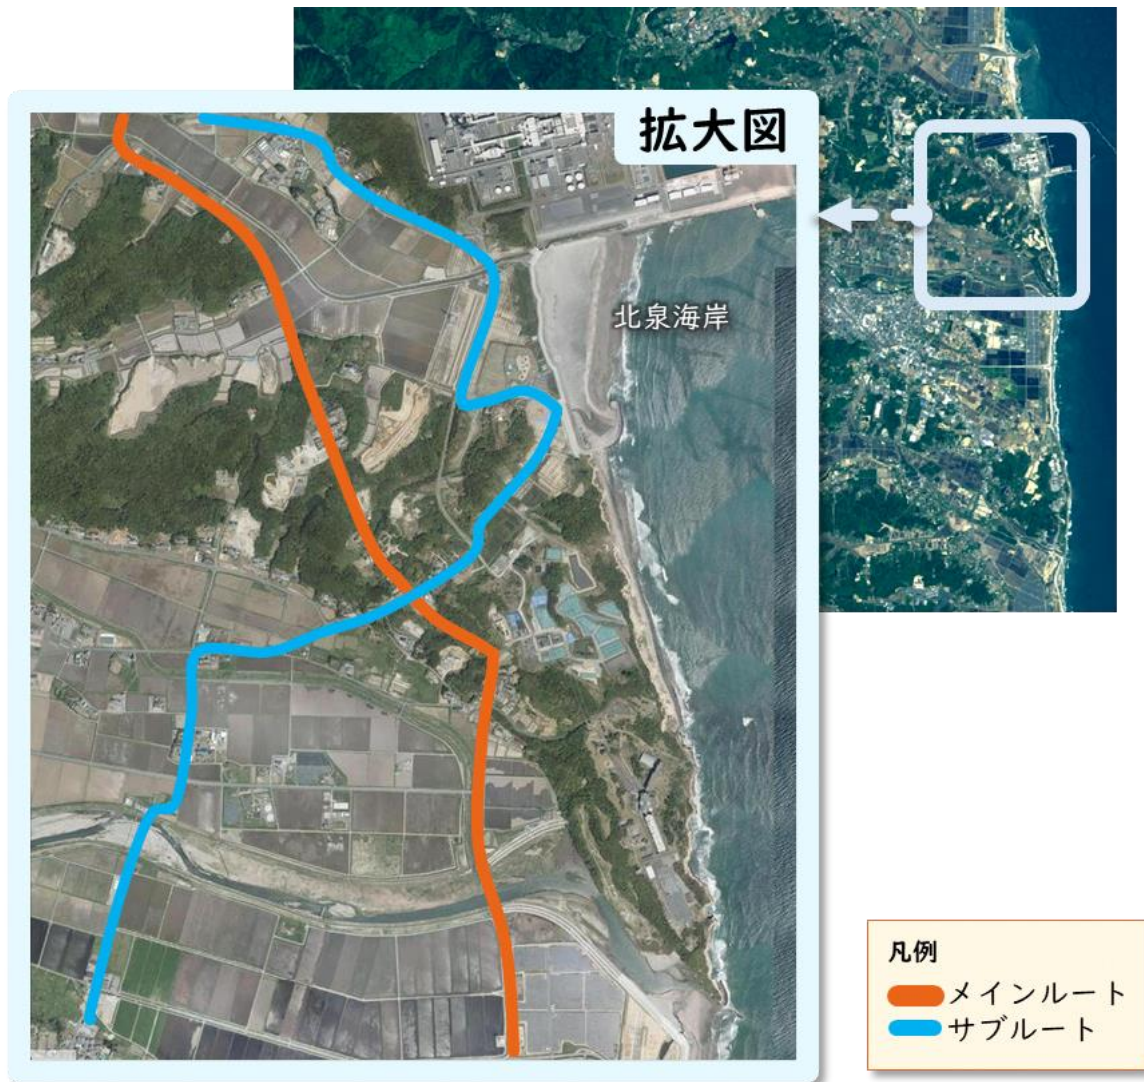 拡大図
北泉海岸
凡例
メインルート
サブルート